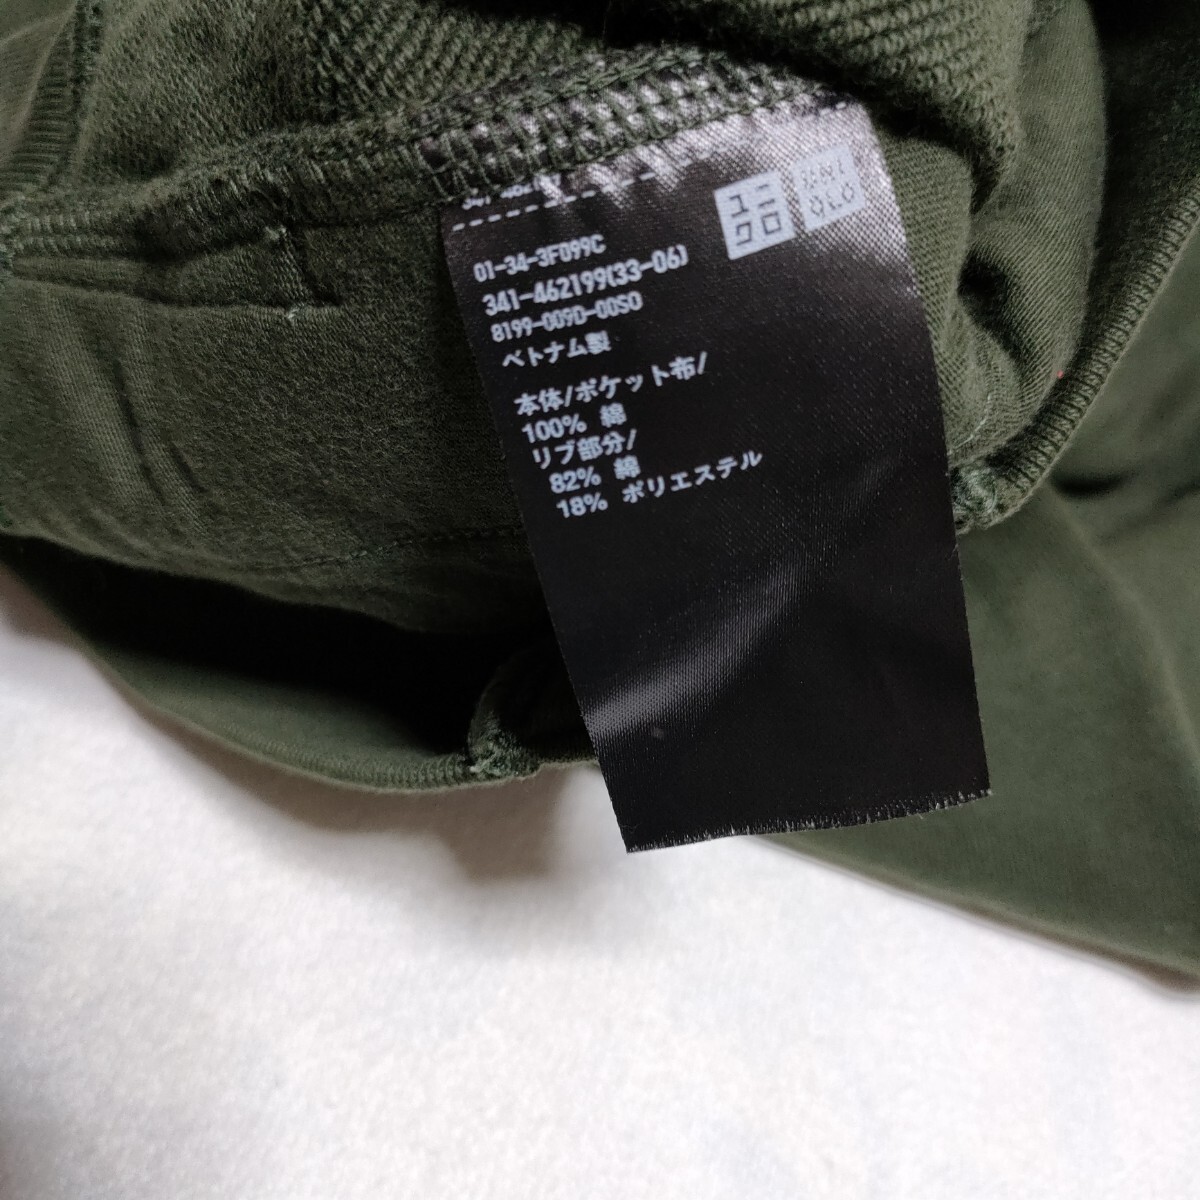 ユニ
クロ
UNI
QLO
01-34-3F099C
341-462199(33-06)
8199-009D-00S0
ベトナム製
本体/ポケット布/
100% 綿
リブ部分/
82% 綿
18% ポリエステル